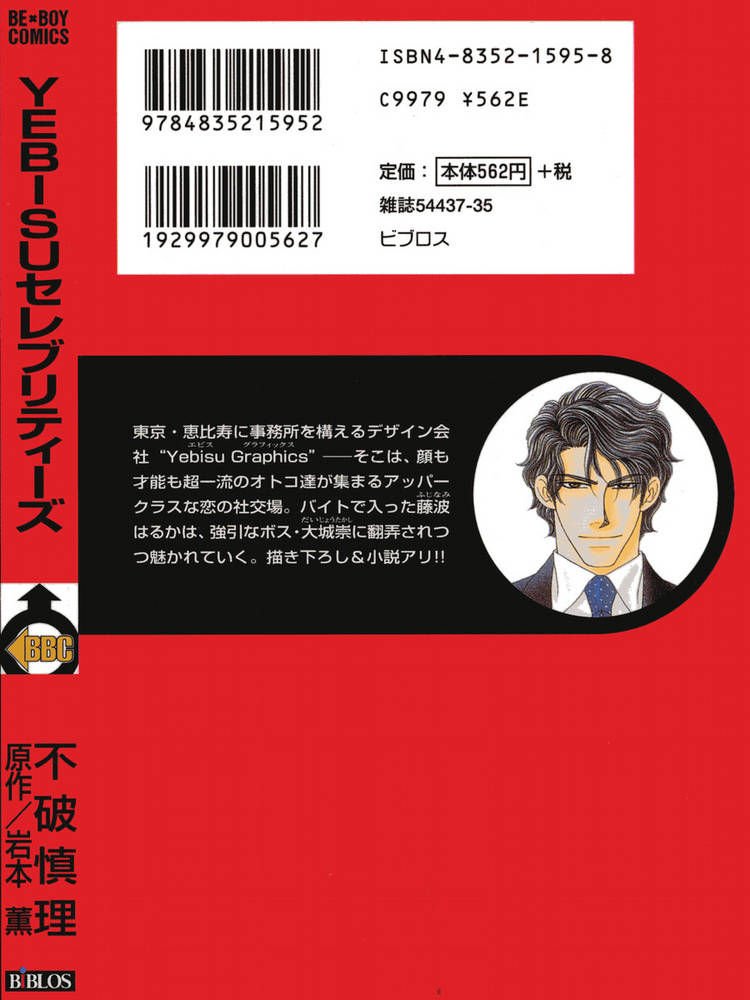 BE×BOY
COMICS
YEBISUセレブリティーズ
BBC
不破慎理
原作／岩本 薫
BiBLOS
9784835215952
1929979005627
ISBN4-8352-1595-8
C9979 ¥562E
定価：本体562円+税
雑誌54437-35
ビブロス
東京・恵比寿に事務所を構えるデザイン会
エビス グラフィックス
社“Yebisu Graphics”――そこは、顔も
才能も超一流のオトコ達が集まるアッパー
クラスな恋の社交場。バイトで入った藤波
ふじなみ
はるかは、強引なボス・大城崇に翻弄されつ
だいじょうたかし
つ魅かれていく。描き下ろし＆小説アリ!!